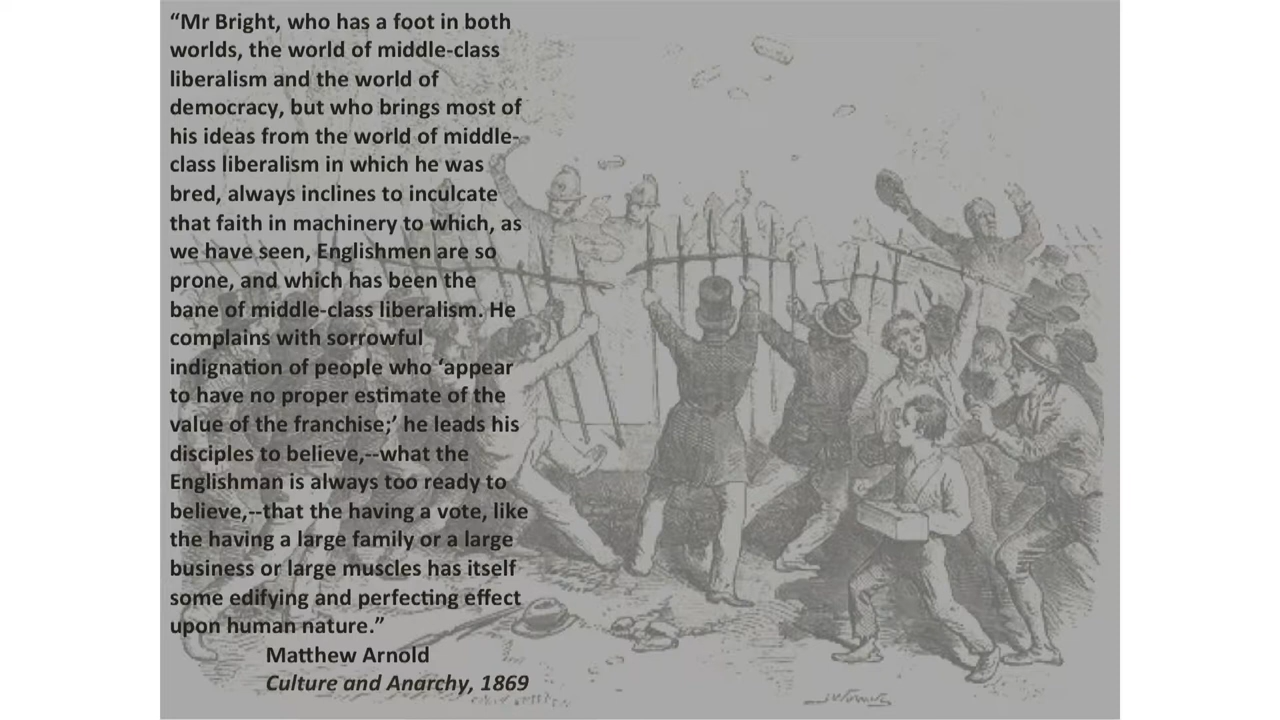 “Mr Bright, who has a foot in both
worlds, the world of middle-class
liberalism and the world of
democracy, but who brings most of
his ideas from the world of middle-
class liberalism in which he was
bred, always inclines to inculcate
that faith in machinery to which, as
we have seen, Englishmen are so
prone, and which has been the
bane of middle-class liberalism. He
complains with sorrowful
indignation of people who ‘appear
to have no proper estimate of the
value of the franchise;’ he leads his
disciples to believe,--what the
Englishman is always too ready to
believe,--that the having a vote, like
the having a large family or a large
business or large muscles has itself
some edifying and perfecting effect
upon human nature.”
Matthew Arnold
Culture and Anarchy, 1869